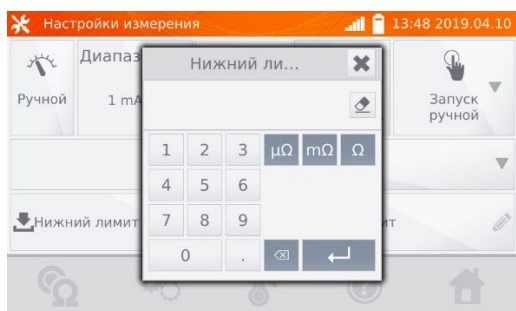 Настройки измерения 13:48 2019.04.10
Диапаз
Нижний ли...
Ручной
1 mA
Запуск
ручной
1 2 3 µΩ mΩ Ω
4 5 6
Нижний лимит 7 8 9 ит
0 .